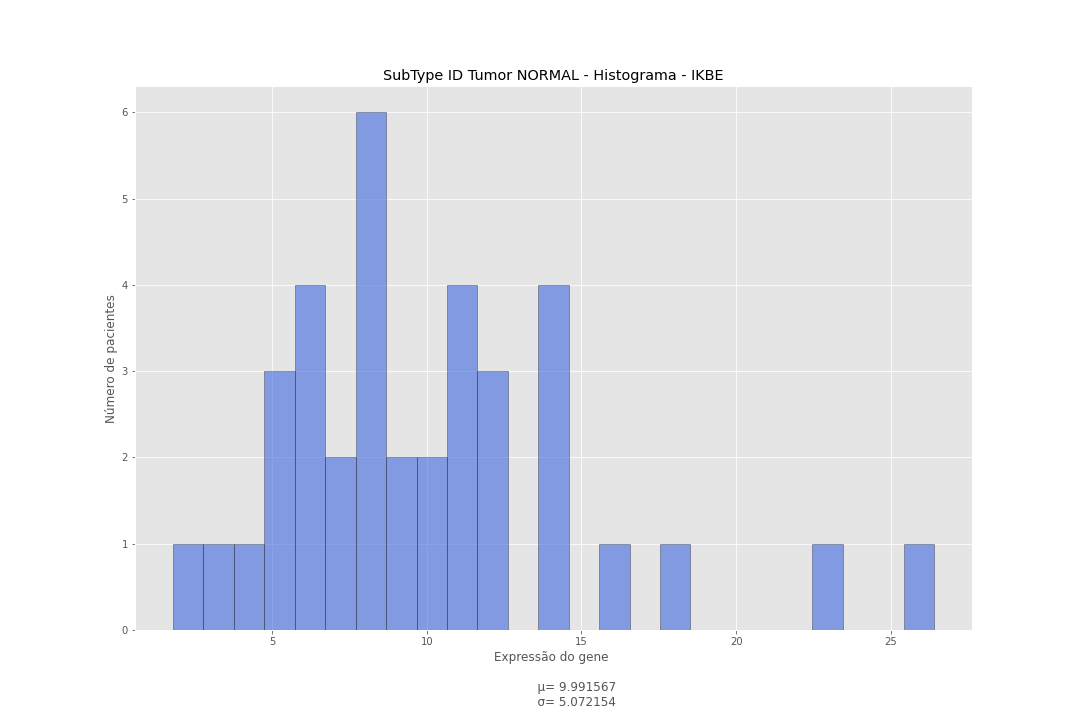 SubType ID Tumor NORMAL - Histograma - IKBE
6
5
4
3
2
1
0
Número de pacientes
5 10 15 20 25
Expressão do gene
μ= 9.991567
σ= 5.072154